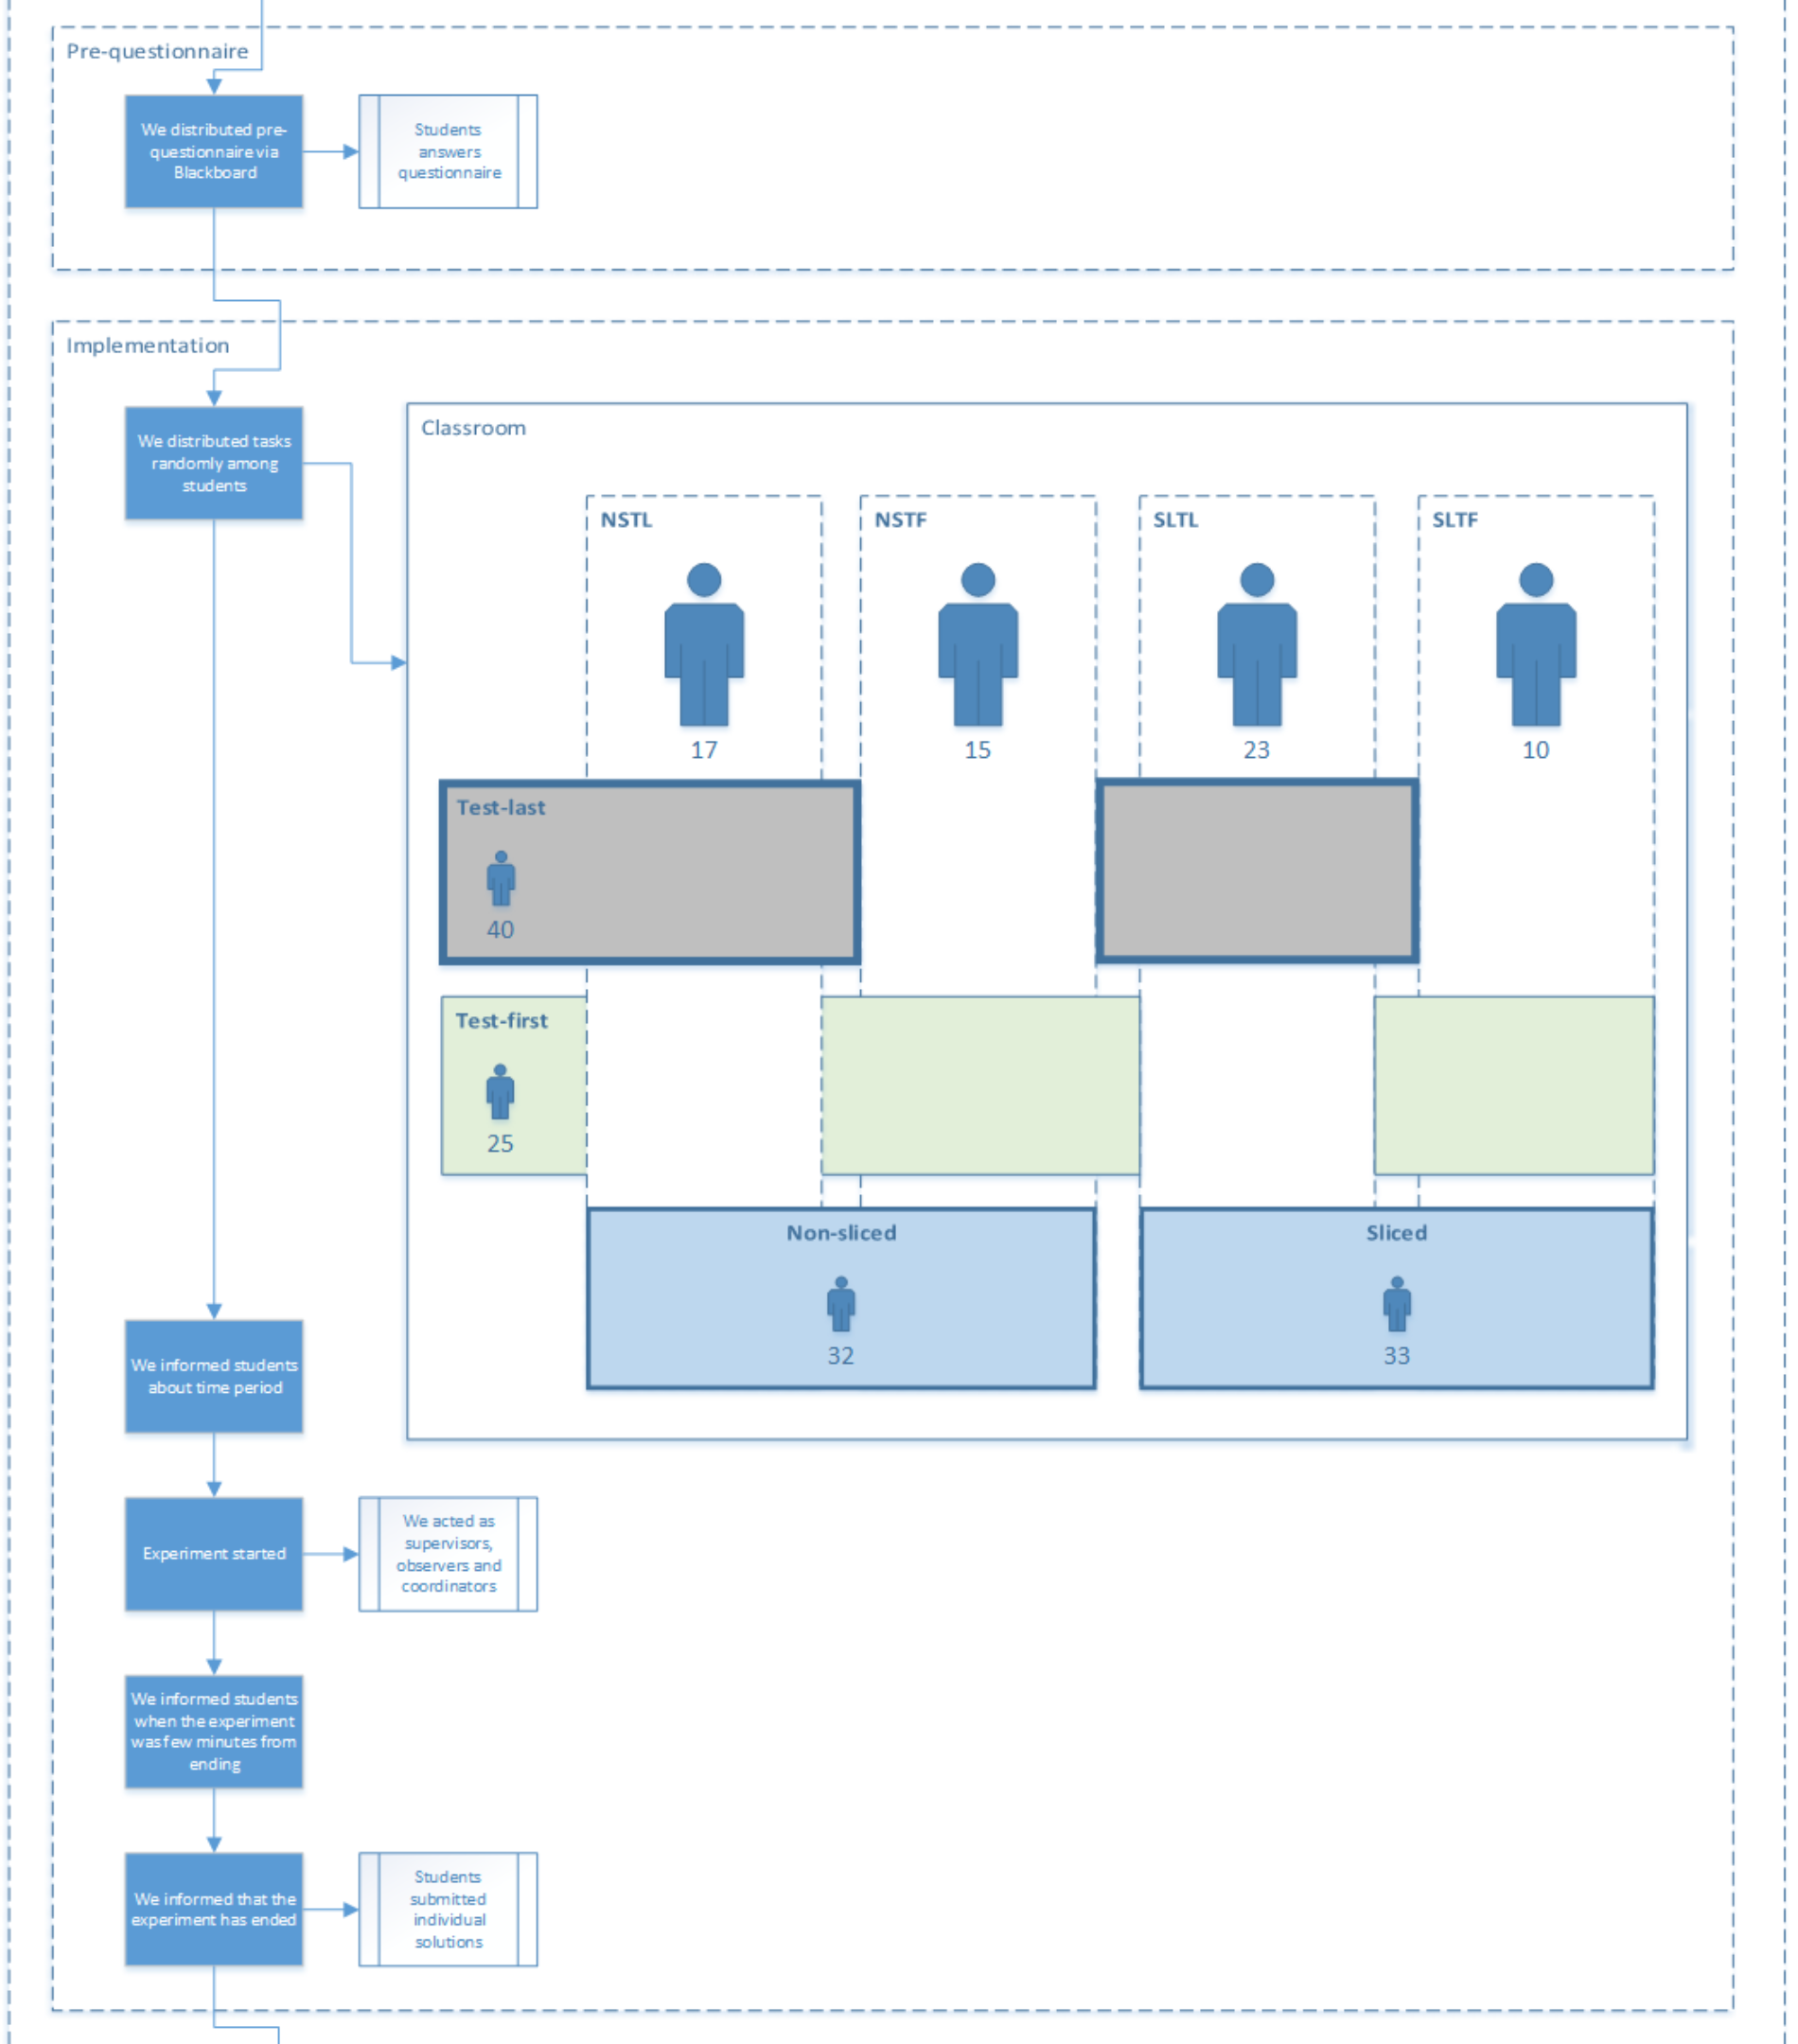 Pre-questionnaire
We distributed pre-
questionnaire via
Blackboard
Students
answers
questionnaire
Implementation
We distributed tasks
randomly among
students
Classroom
NSTL
NSTF
SLTL
SLTF
17
15
23
10
Test-last
40
Test-first
25
Non-sliced
32
Sliced
33
We informed students
about time period
Experiment started
We acted as
supervisors,
observers and
coordinators
We informed students
when the experiment
was few minutes from
ending
We informed that the
experiment has ended
Students
submitted
individual
solutions